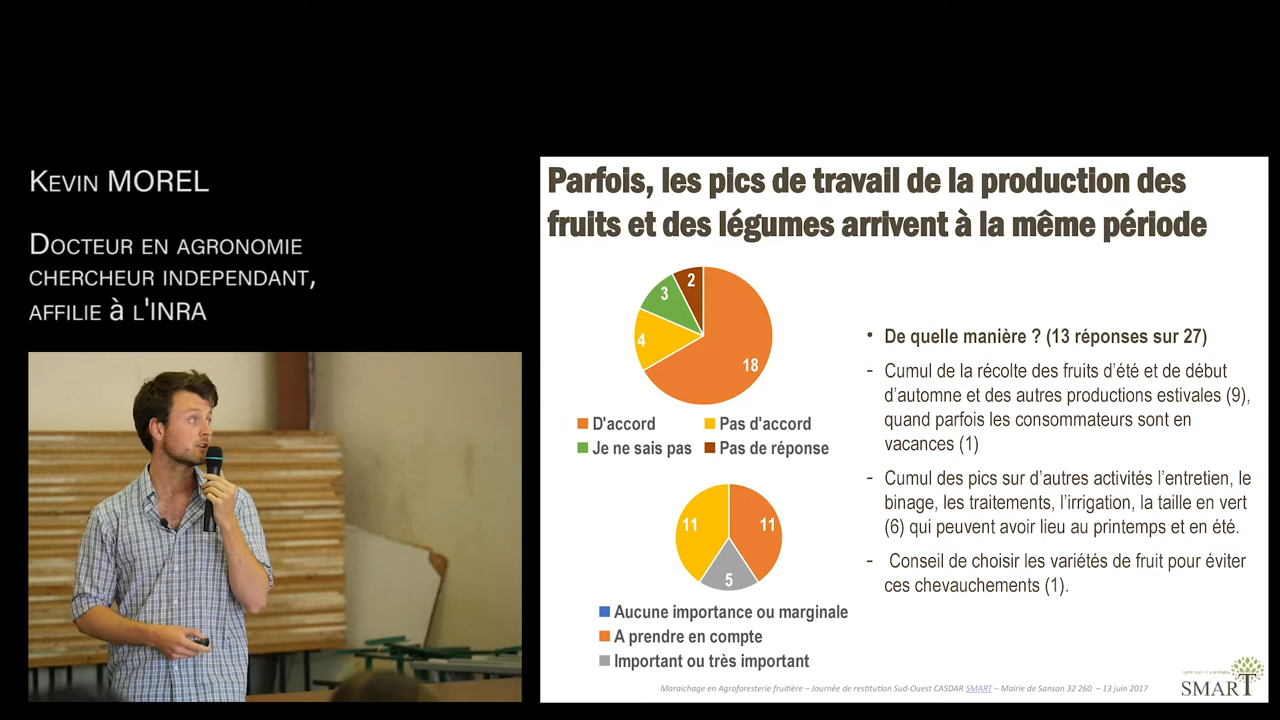 KEVIN MOREL
DOCTEUR EN AGRONOMIE
CHERCHEUR INDEPENDANT,
AFFILIE à L'INRA
Parfois, les pics de travail de la production des
fruits et des légumes arrivent à la même période
3
2
4
18
D'accord
Pas d'accord
Je ne sais pas
Pas de réponse
11
11
5
Aucune importance ou marginale
A prendre en compte
Important ou très important
• De quelle manière ? (13 réponses sur 27)
- Cumul de la récolte des fruits d'été et de début
d'automne et des autres productions estivales (9),
quand parfois les consommateurs sont en
vacances (1)
- Cumul des pics sur d'autres activités l'entretien, le
binage, les traitements, l'irrigation, la taille en vert
(6) qui peuvent avoir lieu au printemps et en été.
- Conseil de choisir les variétés de fruit pour éviter
ces chevauchements (1).
Maraichage en Agroforesterie fruitière – Journée de restitution Sud-Ouest CASDAR SMART – Mairie de Sansan 32 260 – 13 juin 2017
SMART